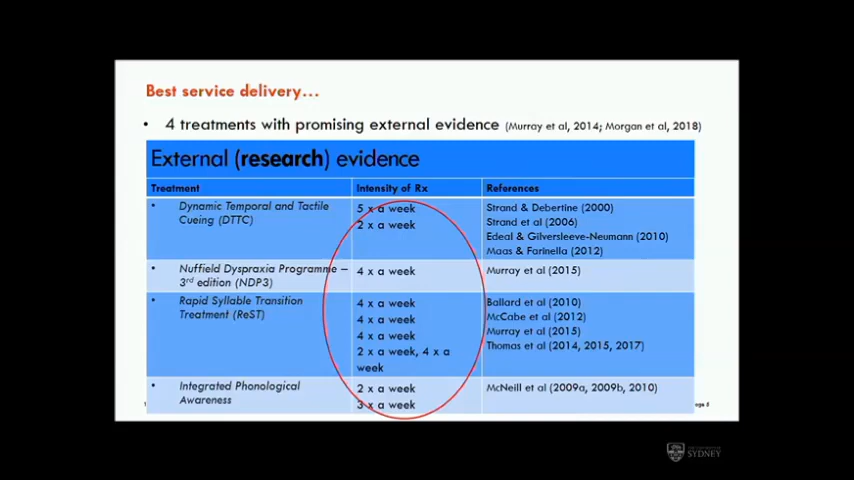 Best service delivery...
• 4 treatments with promising external evidence (Murray et al, 2014; Morgan et al, 2018)
External (research) evidence
Treatment Intensity of Rx References
• Dynamic Temporal and Tactile
Cueing (DTTC)
5 x a week
2 x a week
Strand & Debertine (2000)
Strand et al (2006)
Edeal & Gilversleeve-Neumann (2010)
Maas & Farinella (2012)
• Nuffield Dyspraxia Programme –
3rd edition (NDP3)
4 x a week
Murray et al (2015)
• Rapid Syllable Transition
Treatment (ReST)
4 x a week
4 x a week
4 x a week
2 x a week, 4 x a
week
Ballard et al (2010)
McCabe et al (2012)
Murray et al (2015)
Thomas et al (2014, 2015, 2017)
• Integrated Phonological
Awareness
2 x a week
3 x a week
McNeill et al (2009a, 2009b, 2010)
SYDNEY